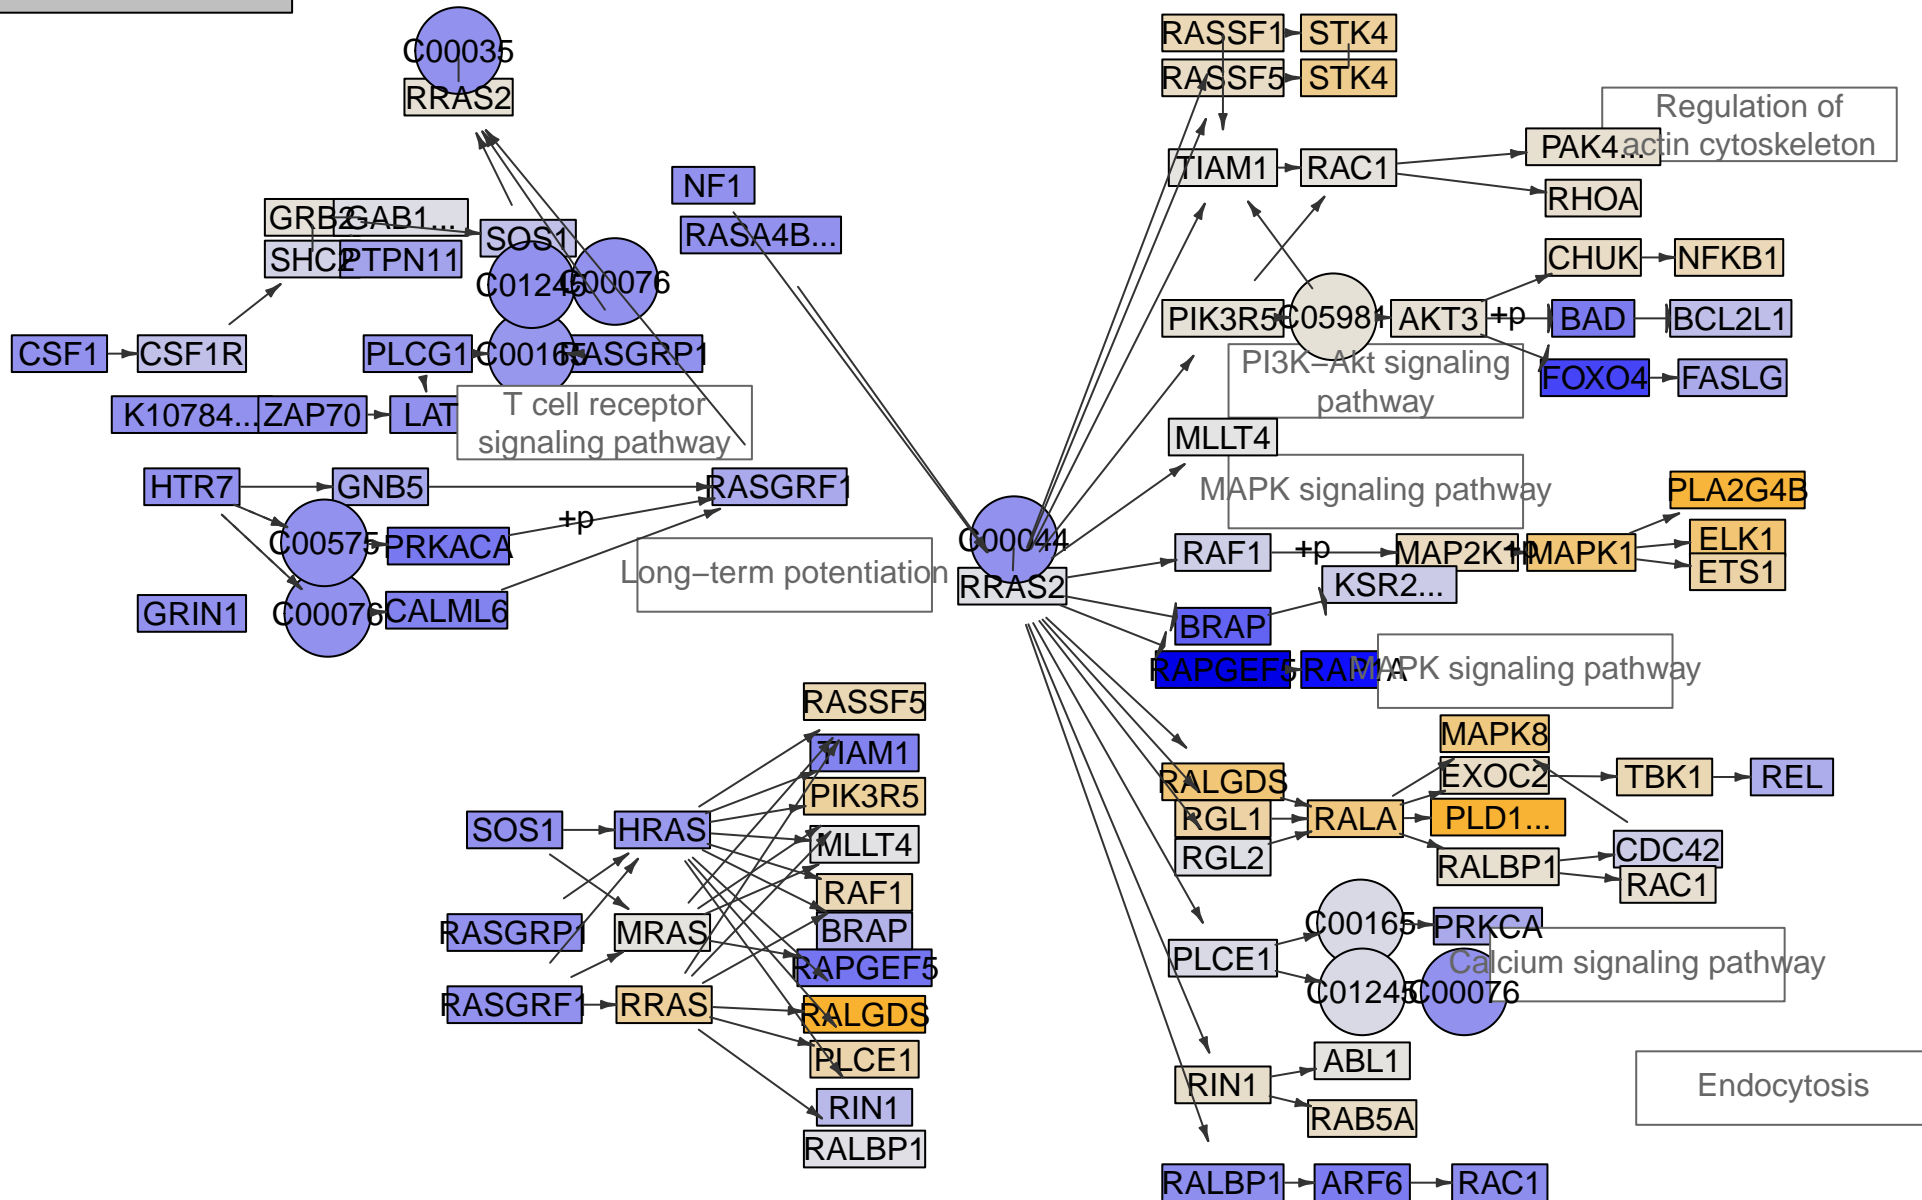 C00035
RRAS2
NF1
RASA4B...
GRB2
GAB1...
SOS1
SHC2
PTPN11
C01245
C00076
CSF1
CSF1R
PLCG1
C00165
RASGRP1
K10784...
ZAP70
LAT
T cell receptor
signaling pathway
HTR7
GNB5
RASGRF1
+p
C00575
PRKACA
GRIN1
C00076
CALML6
Long−term potentiation
C00044
RRAS2
RASSF1
STK4
RASSF5
STK4
Regulation of
actin cytoskeleton
PAK4...
TIAM1
RAC1
RHOA
CHUK
NFKB1
PIK3R5
C05981
AKT3
+p
BAD
BCL2L1
PI3K−Akt signaling
pathway
FOXO4
FASLG
MLLT4
MAPK signaling pathway
PLA2G4B
RAF1
+p
MAP2K1
+p
MAPK1
ELK1
ETS1
KSR2...
BRAP
RAPGEF5
RAP1A
MAPK signaling pathway
RASSF5
TIAM1
PIK3R5
SOS1
HRAS
MLLT4
RAF1
RASGRP1
MRAS
BRAP
RAPGEF5
RASGRF1
RRAS
RALGDS
PLCE1
RIN1
RALBP1
MAPK8
RALGDS
EXOC2
TBK1
REL
RGL1
RALA
PLD1...
RGL2
RALBP1
CDC42
RAC1
C00165
PRKCA
PLCE1
Calcium signaling pathway
C01245
C00076
ABL1
RIN1
RAB5A
Endocytosis
RALBP1
ARF6
RAC1